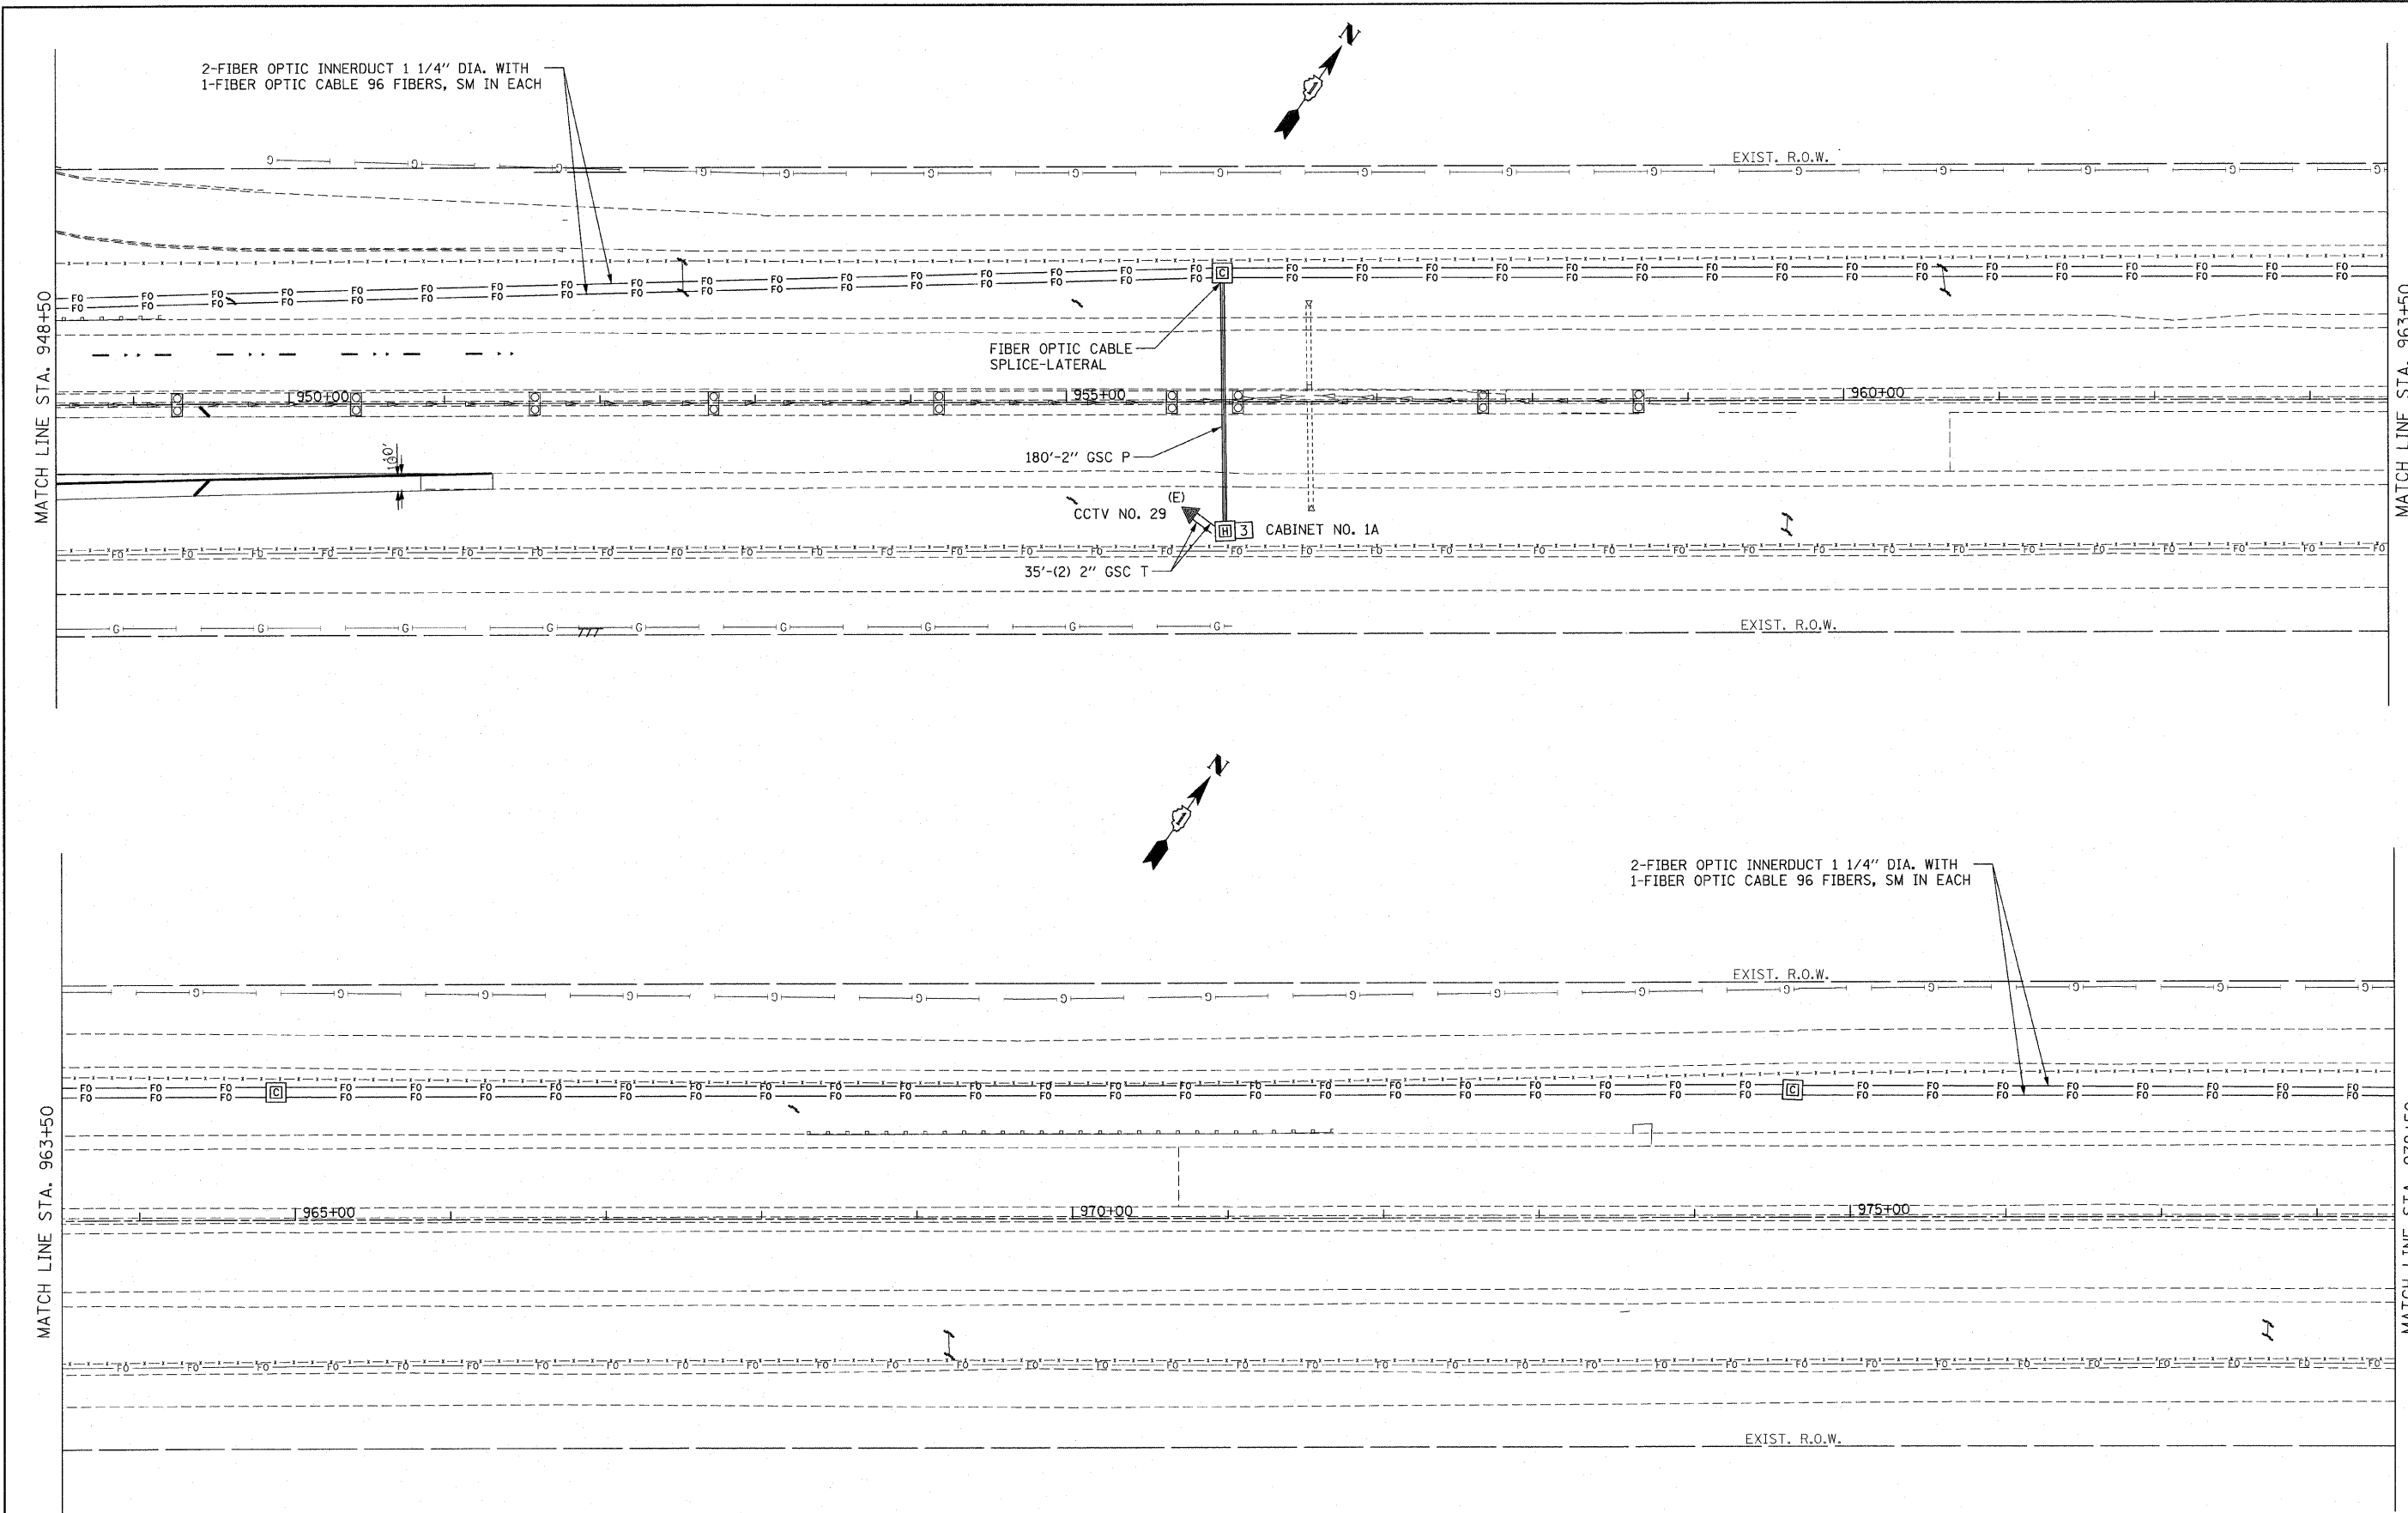 N
2-FIBER OPTIC INNERDUCT 1 1/4" DIA. WITH
1-FIBER OPTIC CABLE 96 FIBERS, SM IN EACH
EXIST. R.O.W.
MATCH LINE STA. 948+50
MATCH LINE STA. 963+50
C
FIBER OPTIC CABLE
SPLICE-LATERAL
950+00
955+00
960+00
180'-2" GSC P
(E)
CCTV NO. 29
H 3 CABINET NO. 1A
35'-(2) 2" GSC T
EXIST. R.O.W.
N
2-FIBER OPTIC INNERDUCT 1 1/4" DIA. WITH
1-FIBER OPTIC CABLE 96 FIBERS, SM IN EACH
EXIST. R.O.W.
C
C
MATCH LINE STA. 963+50
965+00
970+00
975+00
EXIST. R.O.W.